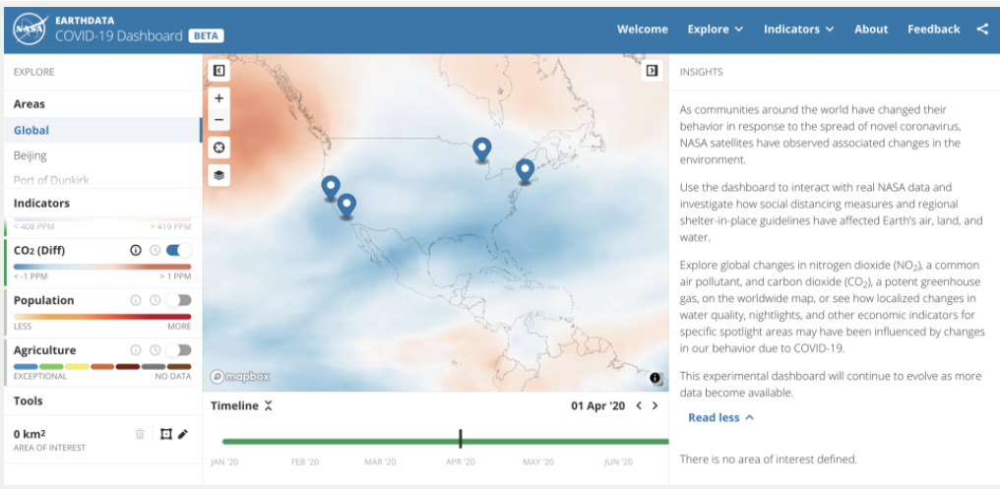 NASA
EARTHDATA
COVID-19 Dashboard BETA
Welcome Explore Indicators About Feedback
EXPLORE
Areas
Global
Beijing
Port of Dunkirk
Indicators
< 408 PPM > 419 PPM
CO₂ (Diff)
< -1 PPM > 1 PPM
Population
LESS MORE
Agriculture
EXCEPTIONAL NO DATA
Tools
0 km²
AREA OF INTEREST
mapbox
Timeline 01 Apr '20
JAN '20 FEB '20 MAR '20 APR '20 MAY '20 JUN '20
INSIGHTS
As communities around the world have changed their
behavior in response to the spread of novel coronavirus,
NASA satellites have observed associated changes in the
environment.
Use the dashboard to interact with real NASA data and
investigate how social distancing measures and regional
shelter-in-place guidelines have affected Earth's air, land, and
water.
Explore global changes in nitrogen dioxide (NO₂), a common
air pollutant, and carbon dioxide (CO₂), a potent greenhouse
gas, on the worldwide map, or see how localized changes in
water quality, nightlights, and other economic indicators for
specific spotlight areas may have been influenced by changes
in our behavior due to COVID-19.
This experimental dashboard will continue to evolve as more
data become available.
Read less
There is no area of interest defined.